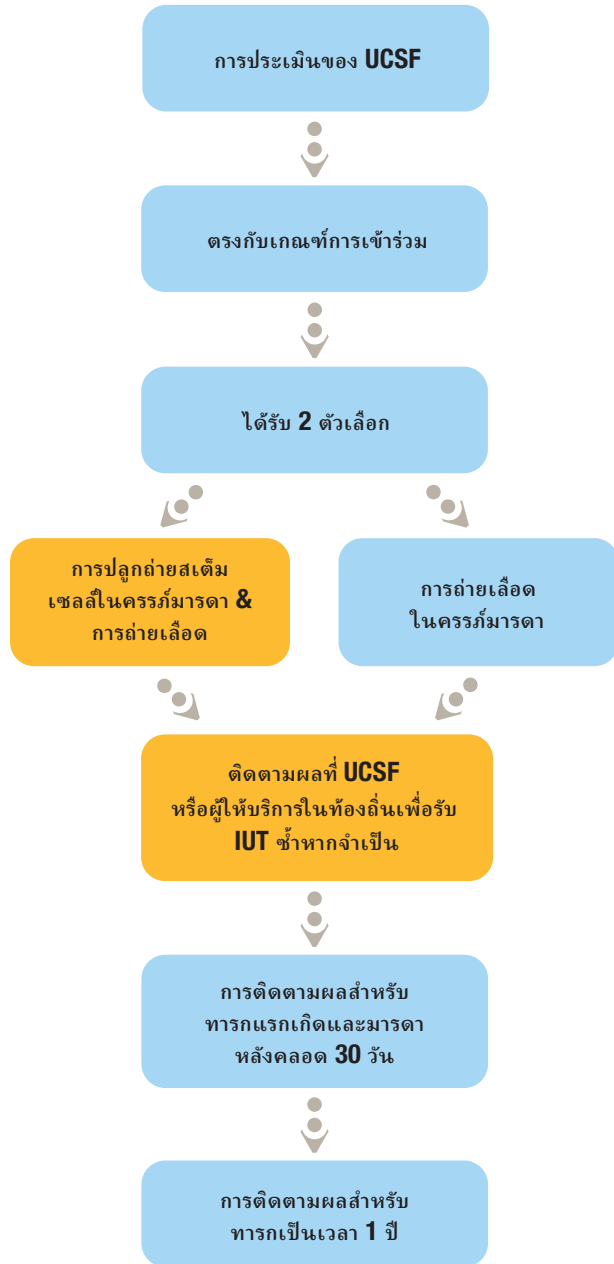 การประเมินของ UCSF
ตรงกับเกณฑ์การเข้าร่วม
ได้รับ 2 ตัวเลือก
การปลูกถ่ายสเต็ม
เซลล์ในครรภ์มารดา &
การถ่ายเลือด
การถ่ายเลือด
ในครรภ์มารดา
ติดตามผลที่ UCSF
หรือผู้ให้บริการในท้องถิ่นเพื่อรับ
IUT ซ้ำหากจำเป็น
การติดตามผลสำหรับ
ทารกแรกเกิดและมารดา
หลังคลอด 30 วัน
การติดตามผลสำหรับ
ทารกเป็นเวลา 1 ปี